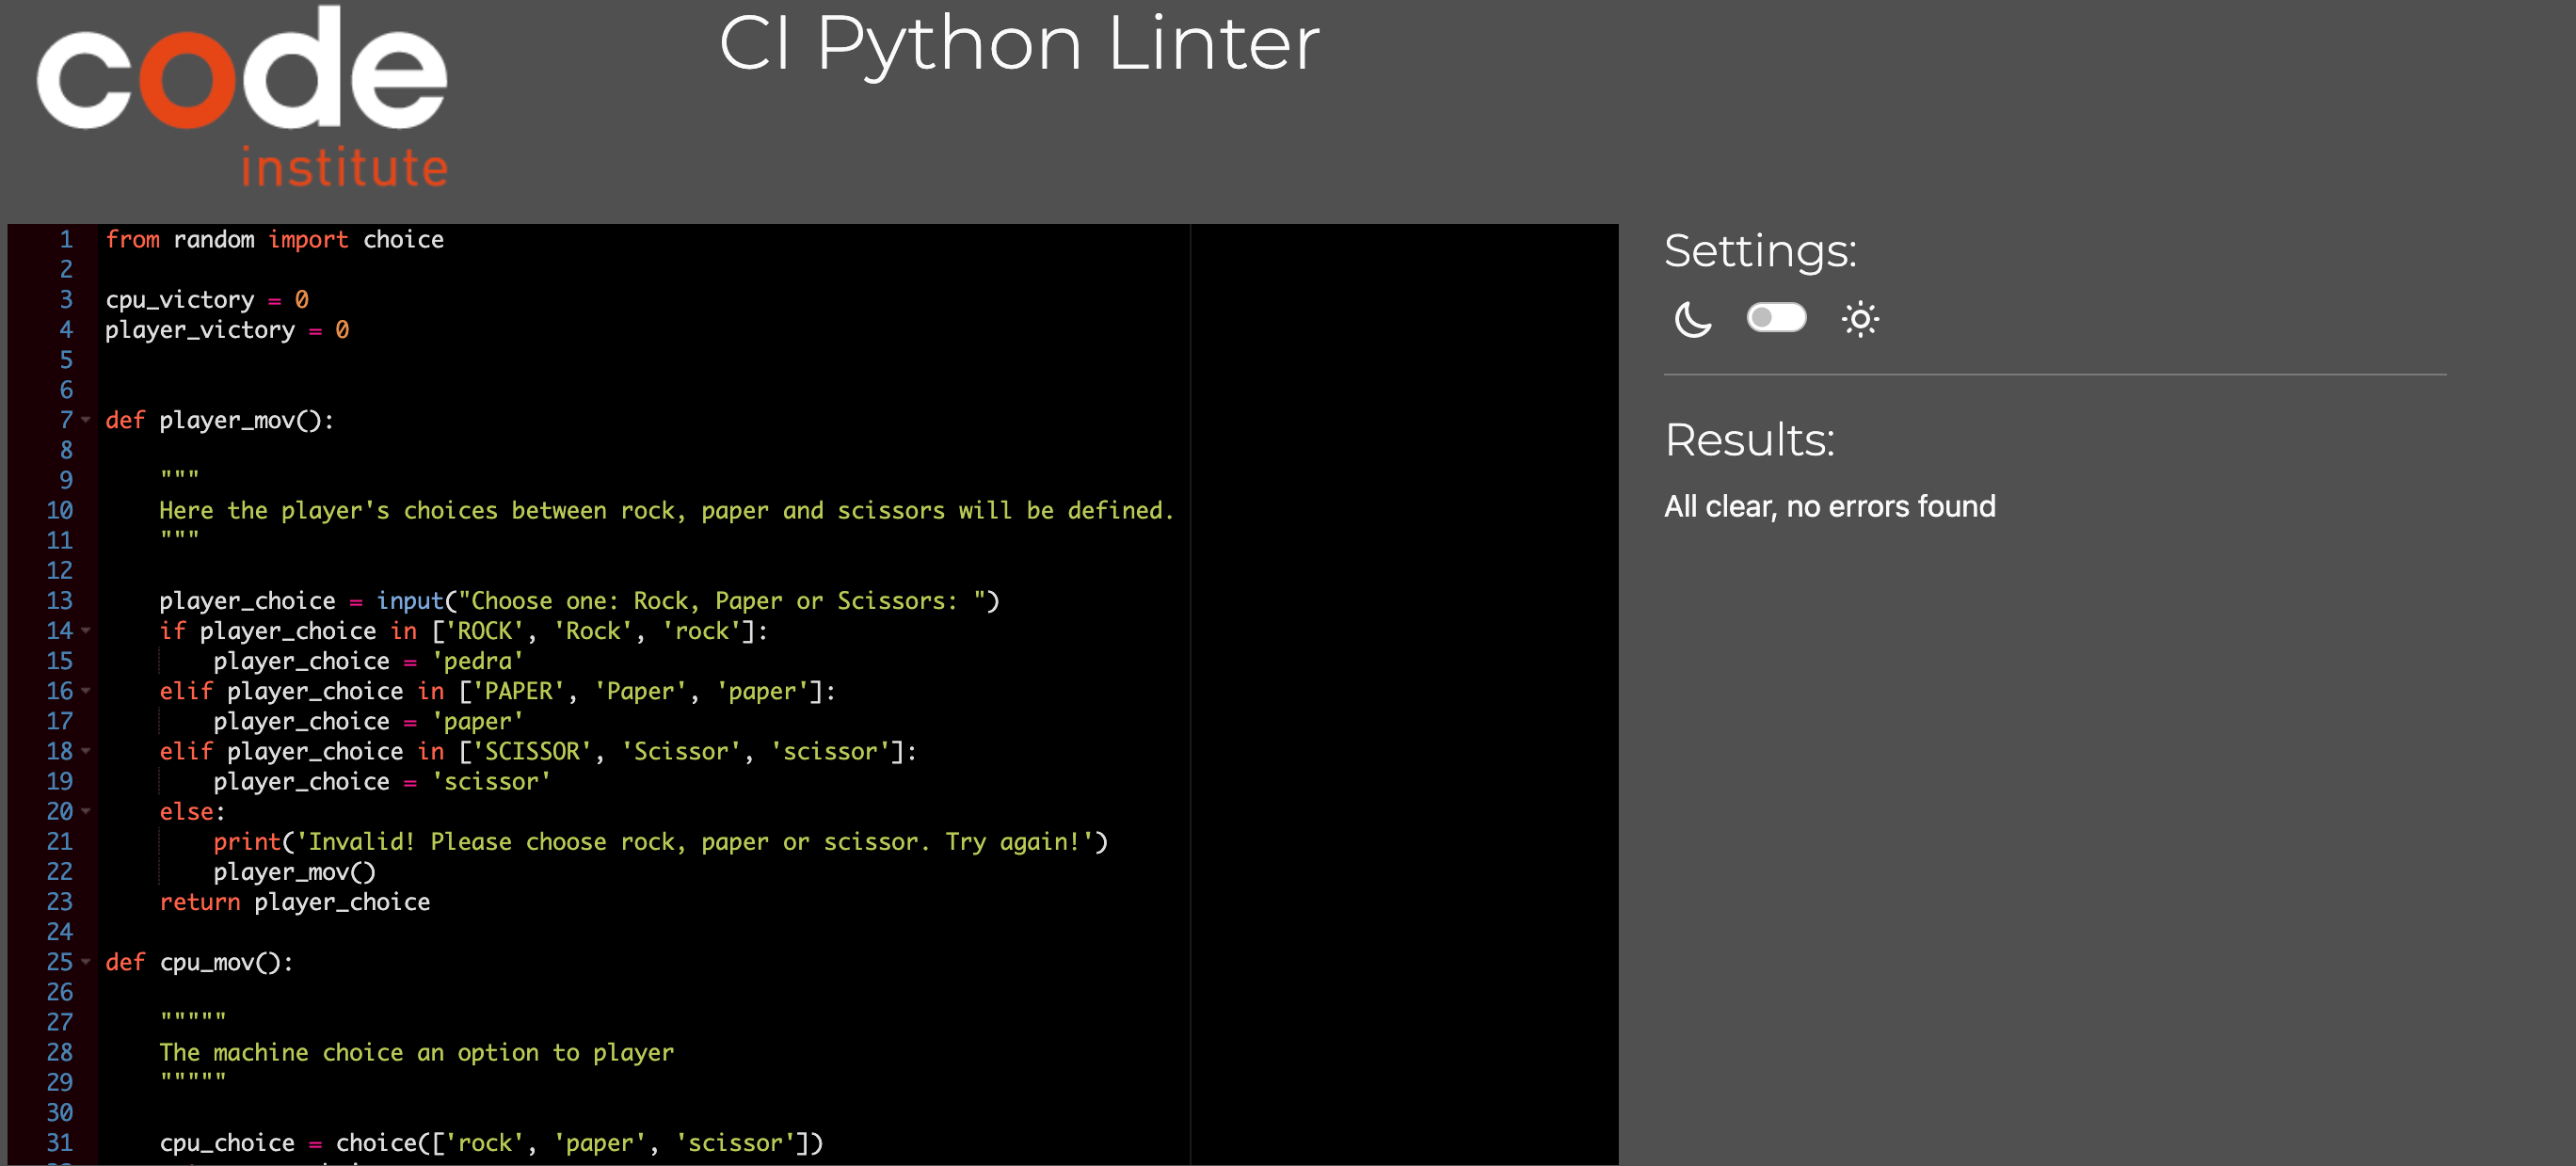 code
institute
CI Python Linter
1 from random import choice
2
3 cpu_victory = 0
4 player_victory = 0
5
6
7 def player_mov():
8
9     """
10     Here the player's choices between rock, paper and scissors will be defined.
11     """
12
13     player_choice = input("Choose one: Rock, Paper or Scissors: ")
14     if player_choice in ['ROCK', 'Rock', 'rock']:
15         player_choice = 'pedra'
16     elif player_choice in ['PAPER', 'Paper', 'paper']:
17         player_choice = 'paper'
18     elif player_choice in ['SCISSOR', 'Scissor', 'scissor']:
19         player_choice = 'scissor'
20     else:
21         print('Invalid! Please choose rock, paper or scissor. Try again!')
22         player_mov()
23     return player_choice
24
25 def cpu_mov():
26
27     """""
28     The machine choice an option to player
29     """""
30
31     cpu_choice = choice(['rock', 'paper', 'scissor'])
Settings:
Results:
All clear, no errors found